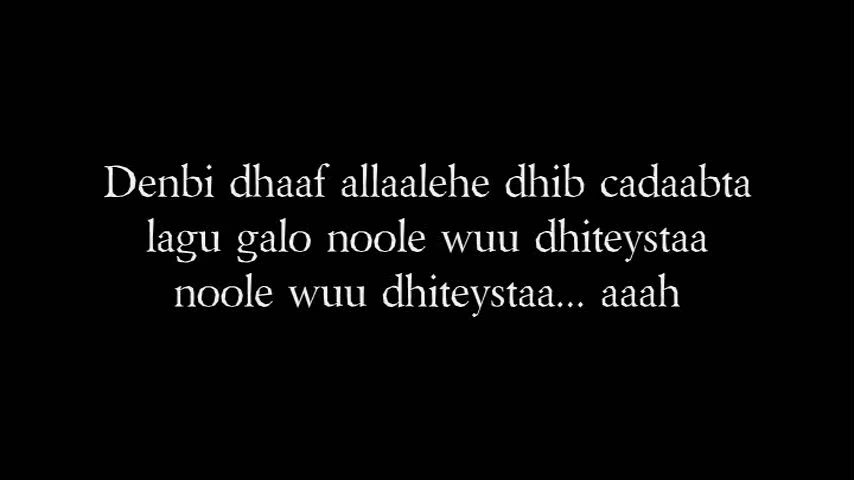 Denbi dhaaf allaalehe dhib cadaabta
lagu galo noole wuu dhiteystaa
noole wuu dhiteystaa... aaah